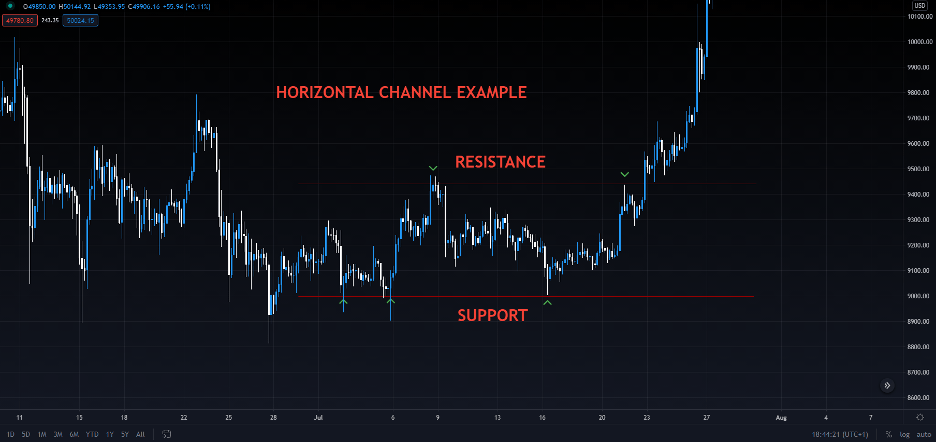 O49850.00 H50144.92 L49353.95 C49906.16 +55.94 (+0.11%)
USD
49780.80 243.35 50024.15
10100.00
10000.00
9900.00
9800.00
HORIZONTAL CHANNEL EXAMPLE
9700.00
9600.00
RESISTANCE
9500.00
9400.00
9300.00
9200.00
9100.00
9000.00
SUPPORT
8900.00
8800.00
8700.00
8600.00
11 15 18 22 25 28 Jul 6 9 13 16 20 23 27 Aug 4 7
1D 5D 1M 3M 6M YTD 1Y 5Y All 18:44:21 (UTC+1) % log auto